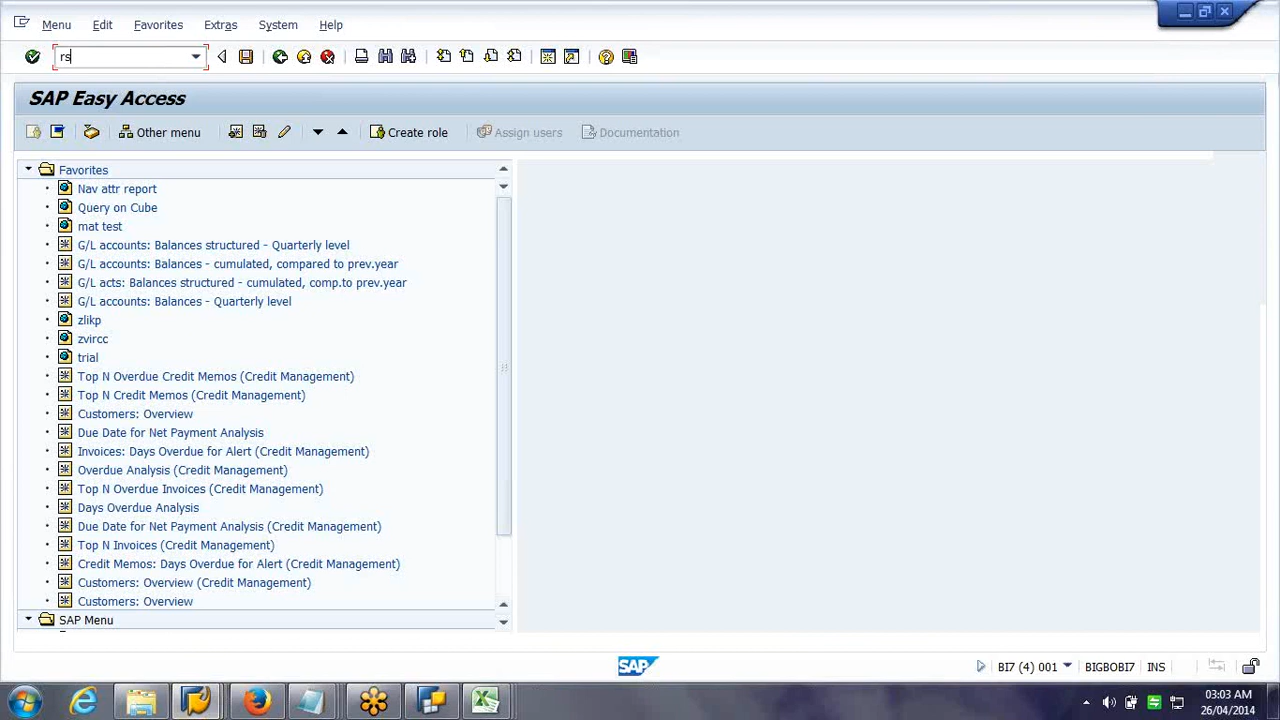 Menu Edit Favorites Extras System Help
rs
SAP Easy Access
Other menu Create role Assign users Documentation
Favorites
Nav attr report
Query on Cube
mat test
G/L accounts: Balances structured - Quarterly level
G/L accounts: Balances - cumulated, compared to prev.year
G/L acts: Balances structured - cumulated, comp.to prev.year
G/L accounts: Balances - Quarterly level
zlikp
zvircc
trial
Top N Overdue Credit Memos (Credit Management)
Top N Credit Memos (Credit Management)
Customers: Overview
Due Date for Net Payment Analysis
Invoices: Days Overdue for Alert (Credit Management)
Overdue Analysis (Credit Management)
Top N Overdue Invoices (Credit Management)
Days Overdue Analysis
Due Date for Net Payment Analysis (Credit Management)
Top N Invoices (Credit Management)
Credit Memos: Days Overdue for Alert (Credit Management)
Customers: Overview (Credit Management)
Customers: Overview
SAP Menu
SAP BI7 (4) 001 BIGBOBI7 INS
03:03 AM
26/04/2014